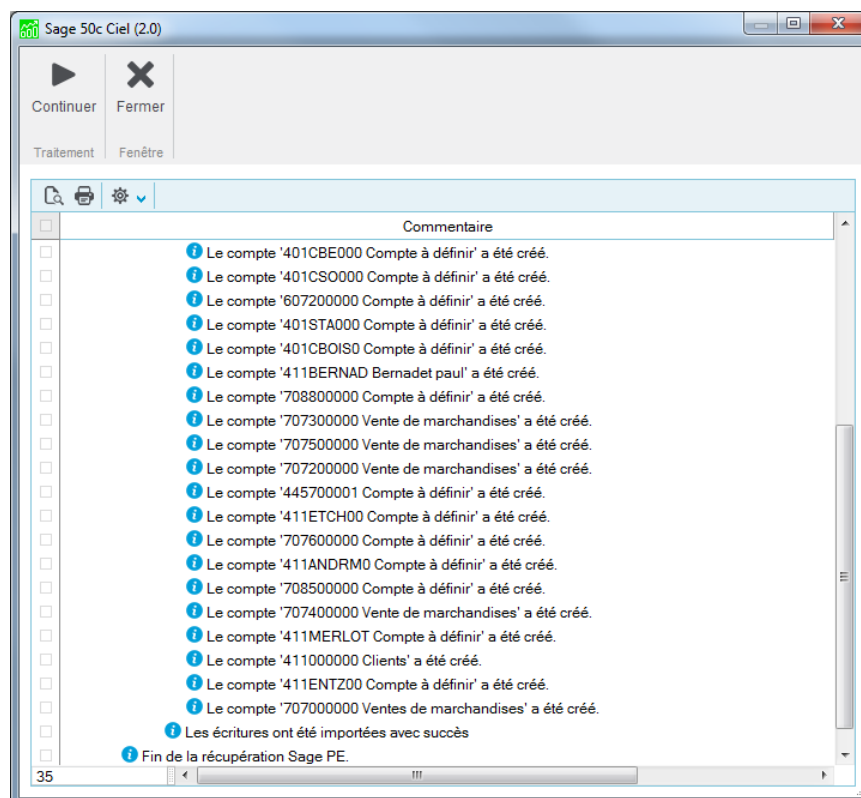 Sage 50c Ciel (2.0)
Continuer
Fermer
Traitement
Fenêtre
Commentaire
Le compte '401CBE000 Compte à définir' a été créé.
Le compte '401CSO000 Compte à définir' a été créé.
Le compte '607200000 Compte à définir' a été créé.
Le compte '401STA000 Compte à définir' a été créé.
Le compte '401CBOIS0 Compte à définir' a été créé.
Le compte '411BERNAD Bernadet paul' a été créé.
Le compte '708800000 Compte à définir' a été créé.
Le compte '707300000 Vente de marchandises' a été créé.
Le compte '707500000 Vente de marchandises' a été créé.
Le compte '707200000 Vente de marchandises' a été créé.
Le compte '445700001 Compte à définir' a été créé.
Le compte '411ETCH00 Compte à définir' a été créé.
Le compte '707600000 Compte à définir' a été créé.
Le compte '411ANDRM0 Compte à définir' a été créé.
Le compte '708500000 Compte à définir' a été créé.
Le compte '707400000 Vente de marchandises' a été créé.
Le compte '411MERLOT Compte à définir' a été créé.
Le compte '411000000 Clients' a été créé.
Le compte '411ENTZ00 Compte à définir' a été créé.
Le compte '707000000 Ventes de marchandises' a été créé.
Les écritures ont été importées avec succès
Fin de la récupération Sage PE.
35